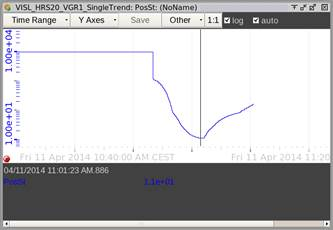 VISL_HRS20_VGR1_SingleTrend: PosSt: (NoName)
Time Range Y Axes Save Other 1:1 log auto
1.00e+04
1.00e+01
Fri 11 Apr 2014 10:40:00 AM CEST Fri 11 Apr 2014 11:20
04/11/2014 11:01:23 AM.886
PosSt 1.1e+01